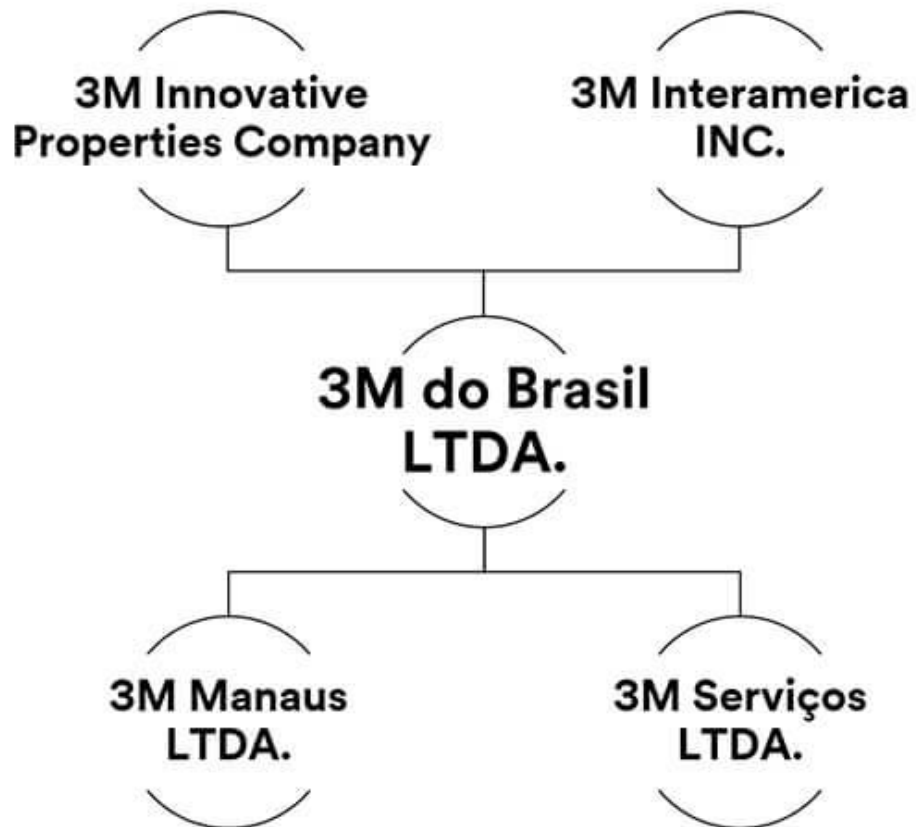 3M Innovative
Properties Company
3M Interamerica
INC.
3M do Brasil
LTDA.
3M Manaus
LTDA.
3M Serviços
LTDA.